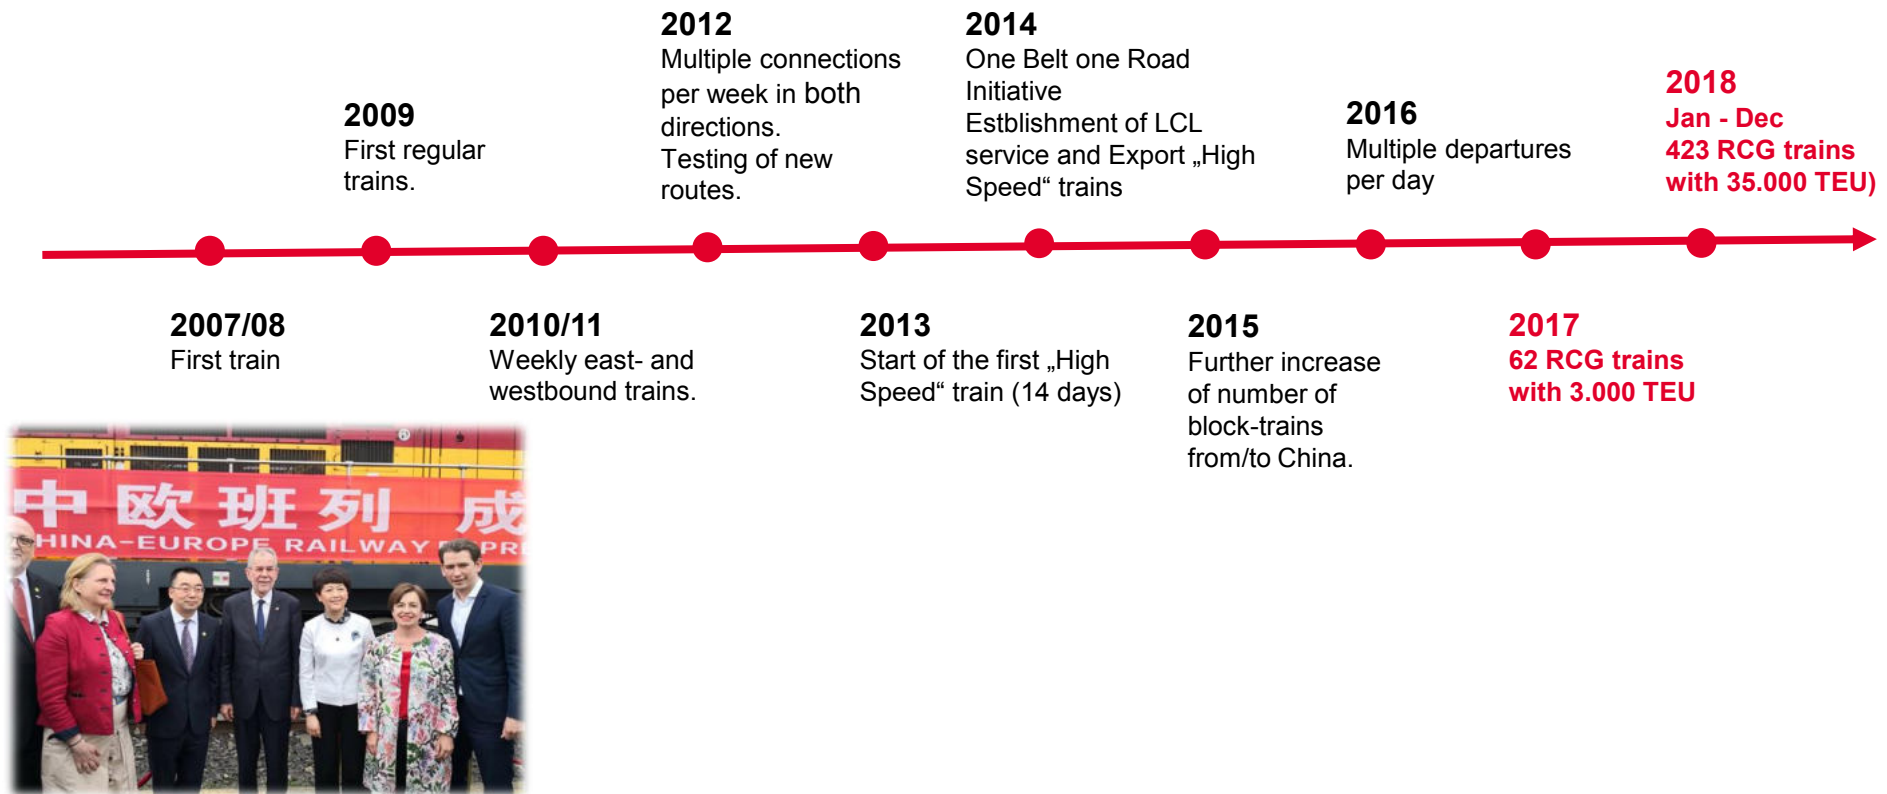 2012
Multiple connections
per week in both
directions.
Testing of new
routes.
2014
One Belt one Road
Initiative
Estblishment of LCL
service and Export „High
Speed“ trains
2009
First regular
trains.
2016
Multiple departures
per day
2018
Jan - Dec
423 RCG trains
with 35.000 TEU)
2007/08
First train
2010/11
Weekly east- and
westbound trains.
2013
Start of the first „High
Speed“ train (14 days)
2015
Further increase
of number of
block-trains
from/to China.
2017
62 RCG trains
with 3.000 TEU
中欧班列 成
HINA-EUROPE RAILWAY EXPRE